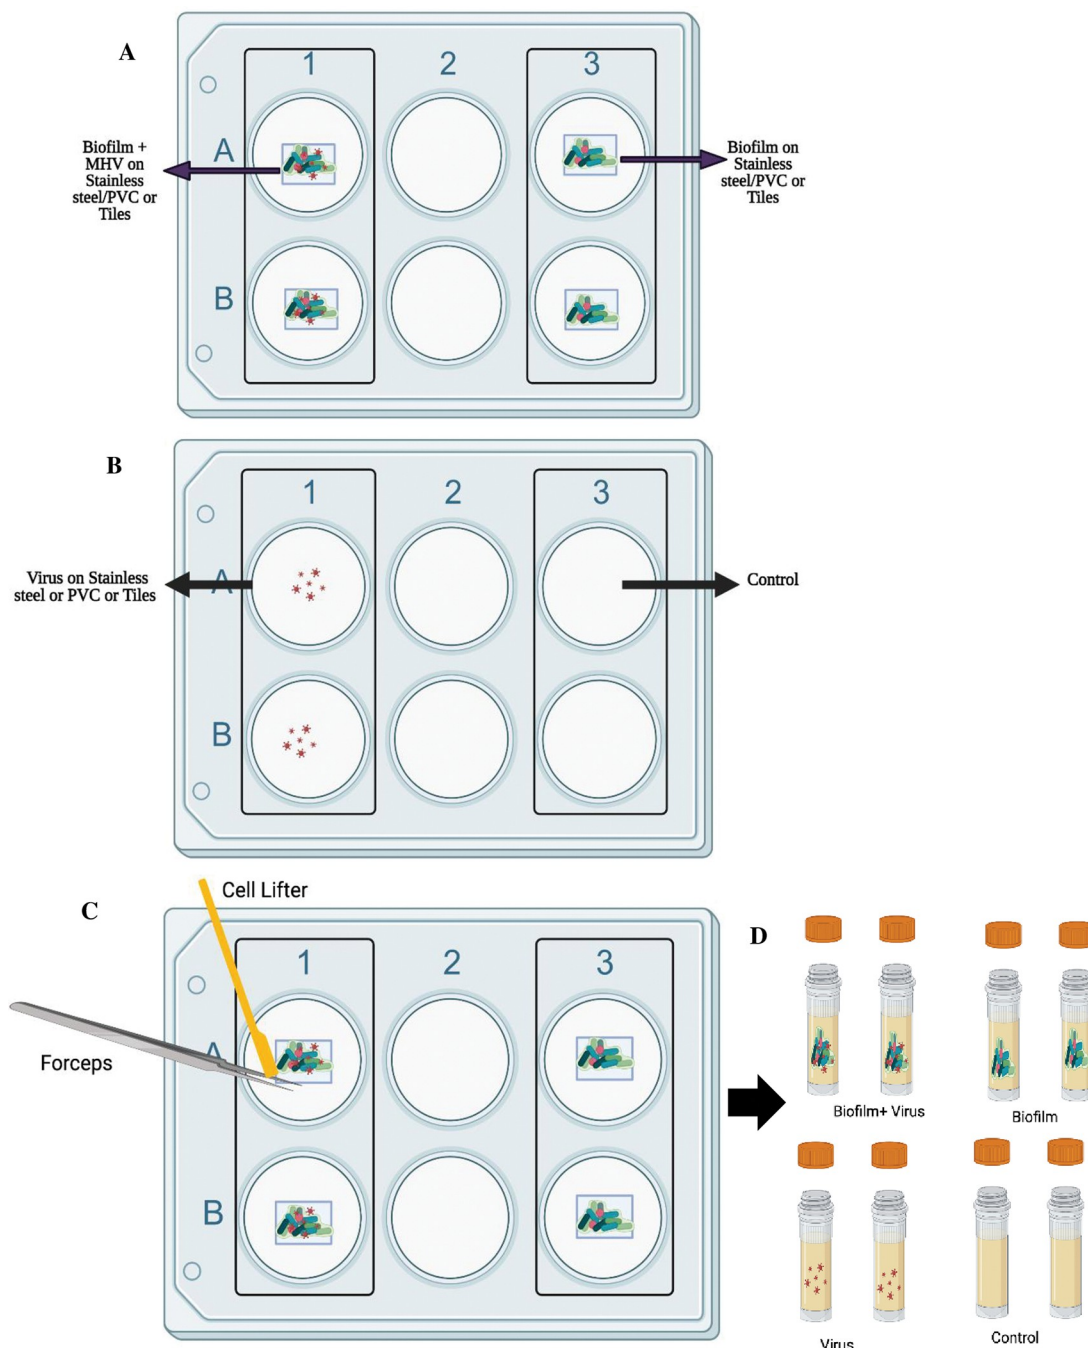 A
1 2 3
A
Biofilm +
MHV on
Stainless
steel/PVC or
Tiles
Biofilm on
Stainless
steel/PVC or
Tiles
B
B
1 2 3
A
Virus on Stainless
steel or PVC or Tiles
Control
B
C
Cell Lifter
1 2 3
A
Forceps
B
D
Biofilm+ Virus
Biofilm
Virus
Control